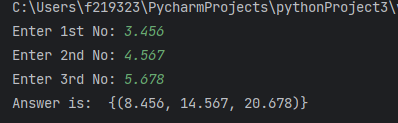 C:\Users\f219323\PycharmProjects\pythonProject3\
Enter 1st No: 3.456
Enter 2nd No: 4.567
Enter 3rd No: 5.678
Answer is:  {(8.456, 14.567, 20.678)}